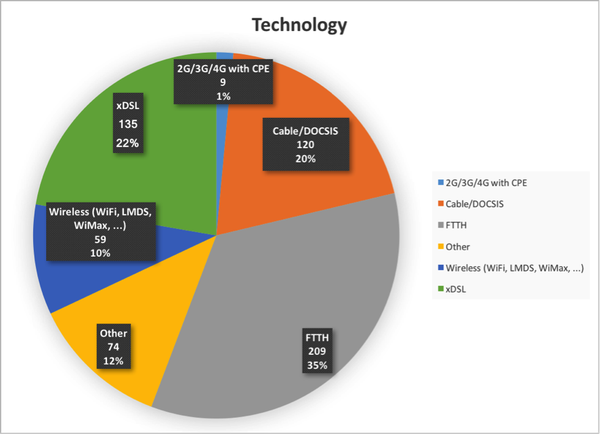 Technology
2G/3G/4G with CPE
9
1%
xDSL
135
22%
Cable/DOCSIS
120
20%
Wireless (WiFi, LMDS,
WiMax, ...)
59
10%
Other
74
12%
FTTH
209
35%
2G/3G/4G with CPE
Cable/DOCSIS
FTTH
Other
Wireless (WiFi, LMDS, WiMax, ...)
xDSL